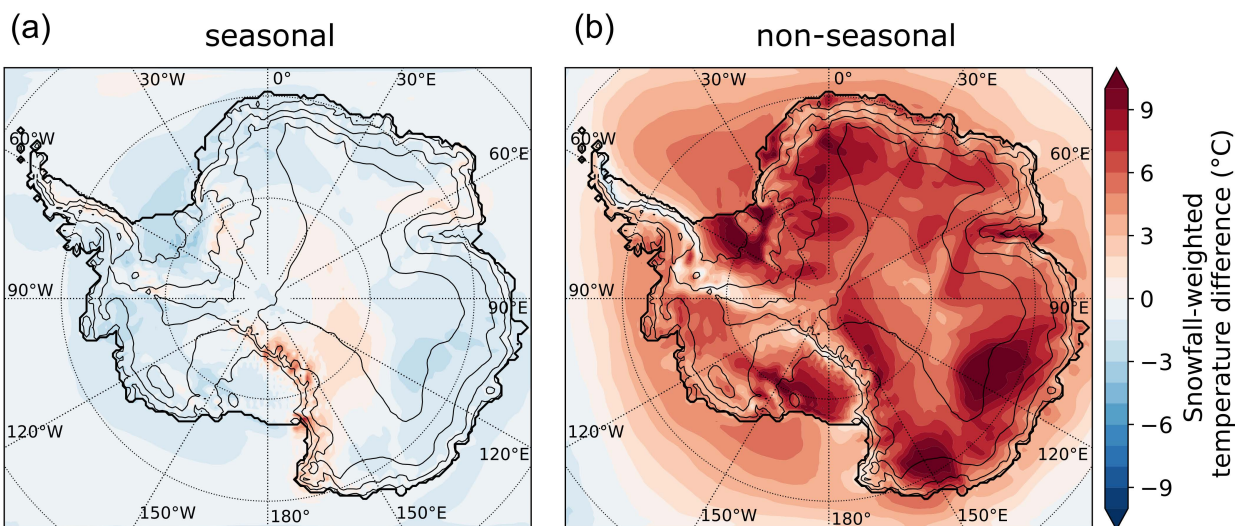 (a)
seasonal
(b)
non-seasonal
30°W 0° 30°E
60°W
60°E
90°W
90°E
120°W
120°E
150°W 180° 150°E
30°W 0° 30°E
60°W
60°E
90°W
90°E
120°W
120°E
150°W 180° 150°E
9
6
3
0
−3
−6
−9
Snowfall-weighted
temperature difference (°C)